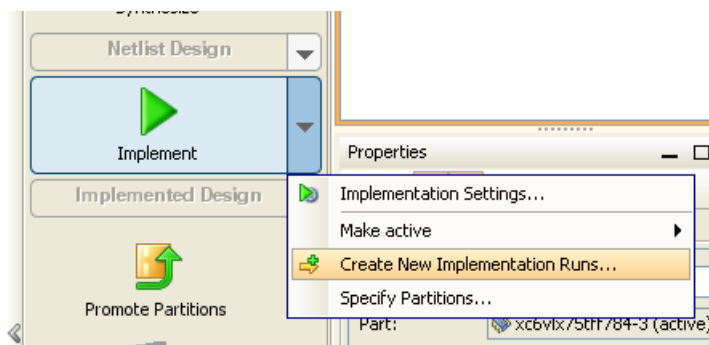 Synthesize
Netlist Design
Implement
Implemented Design
Promote Partitions
Properties
Implementation Settings...
Make active
Create New Implementation Runs...
Specify Partitions...
Part:
xc6vlx75tff784-3 (active)